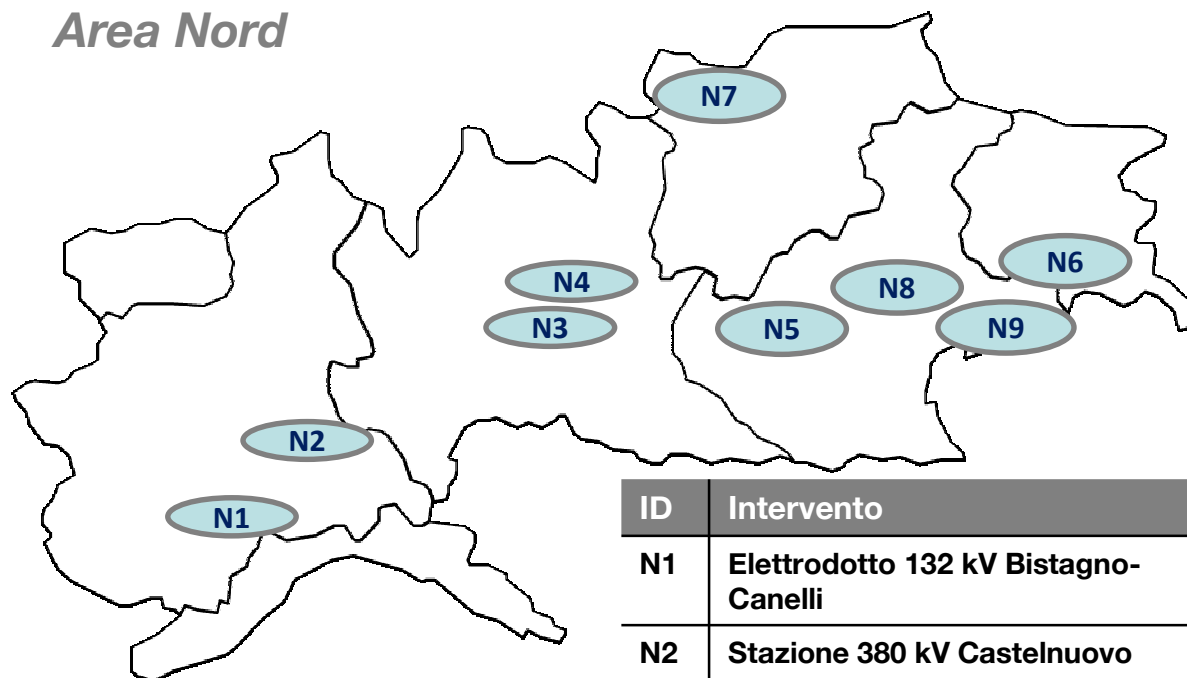 Area Nord
N7
N4
N6
N8
N3
N5
N9
N2
N1
ID Intervento
N1 Elettrodotto 132 kV Bistagno-
Canelli
N2 Stazione 380 kV Castelnuovo